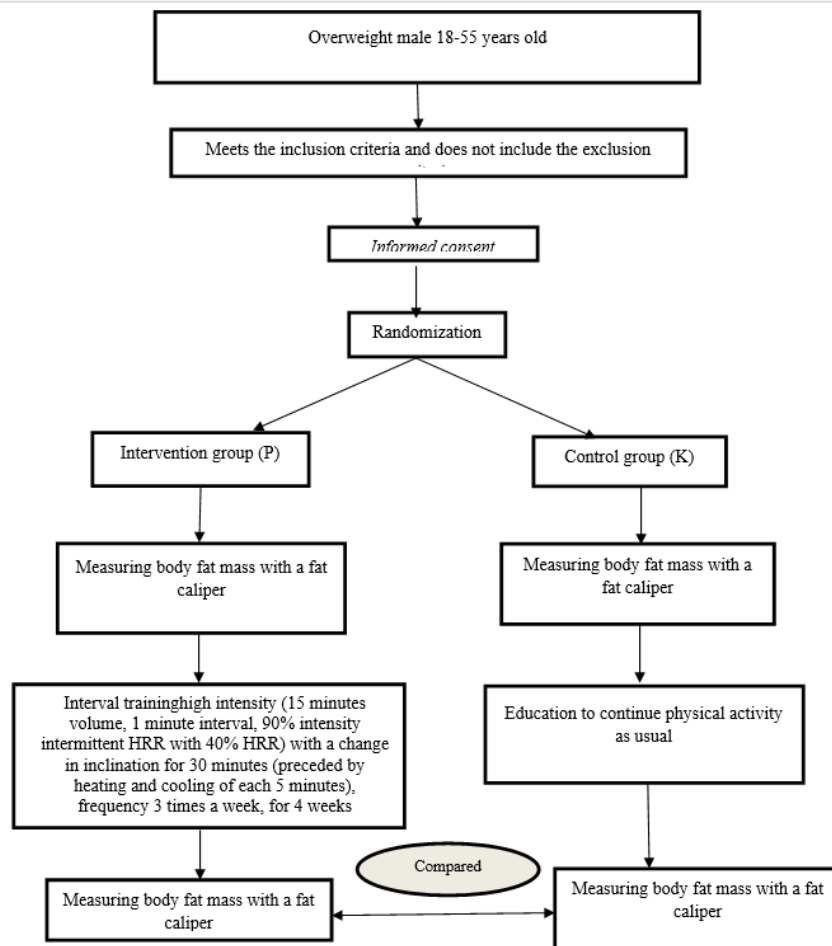 Overweight male 18-55 years old
Meets the inclusion criteria and does not include the exclusion
Informed consent
Randomization
Intervention group (P)
Control group (K)
Measuring body fat mass with a fat
caliper
Measuring body fat mass with a
fat caliper
Interval traininghigh intensity (15 minutes
volume, 1 minute interval, 90% intensity
intermittent HRR with 40% HRR) with a change
in inclination for 30 minutes (preceded by
heating and cooling of each 5 minutes),
frequency 3 times a week, for 4 weeks
Education to continue physical activity
as usual
Compared
Measuring body fat mass with a fat
caliper
Measuring body fat mass with a fat
caliper